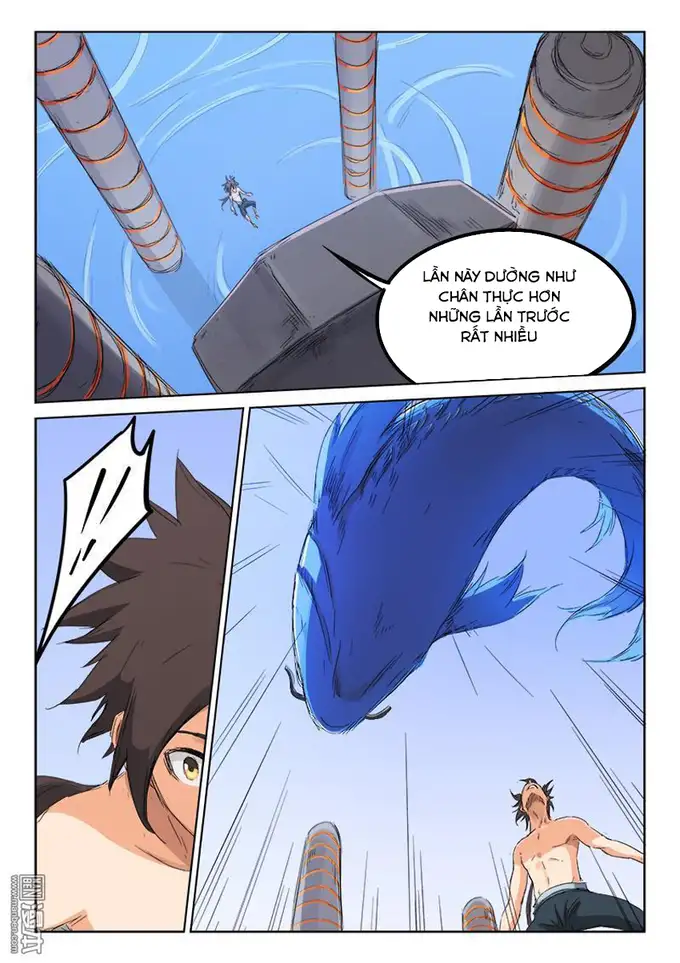 LẦN NÀY DƯỜNG NHƯ
CHÂN THỰC HƠN
NHỮNG LẦN TRƯỚC
RẤT NHIỀU